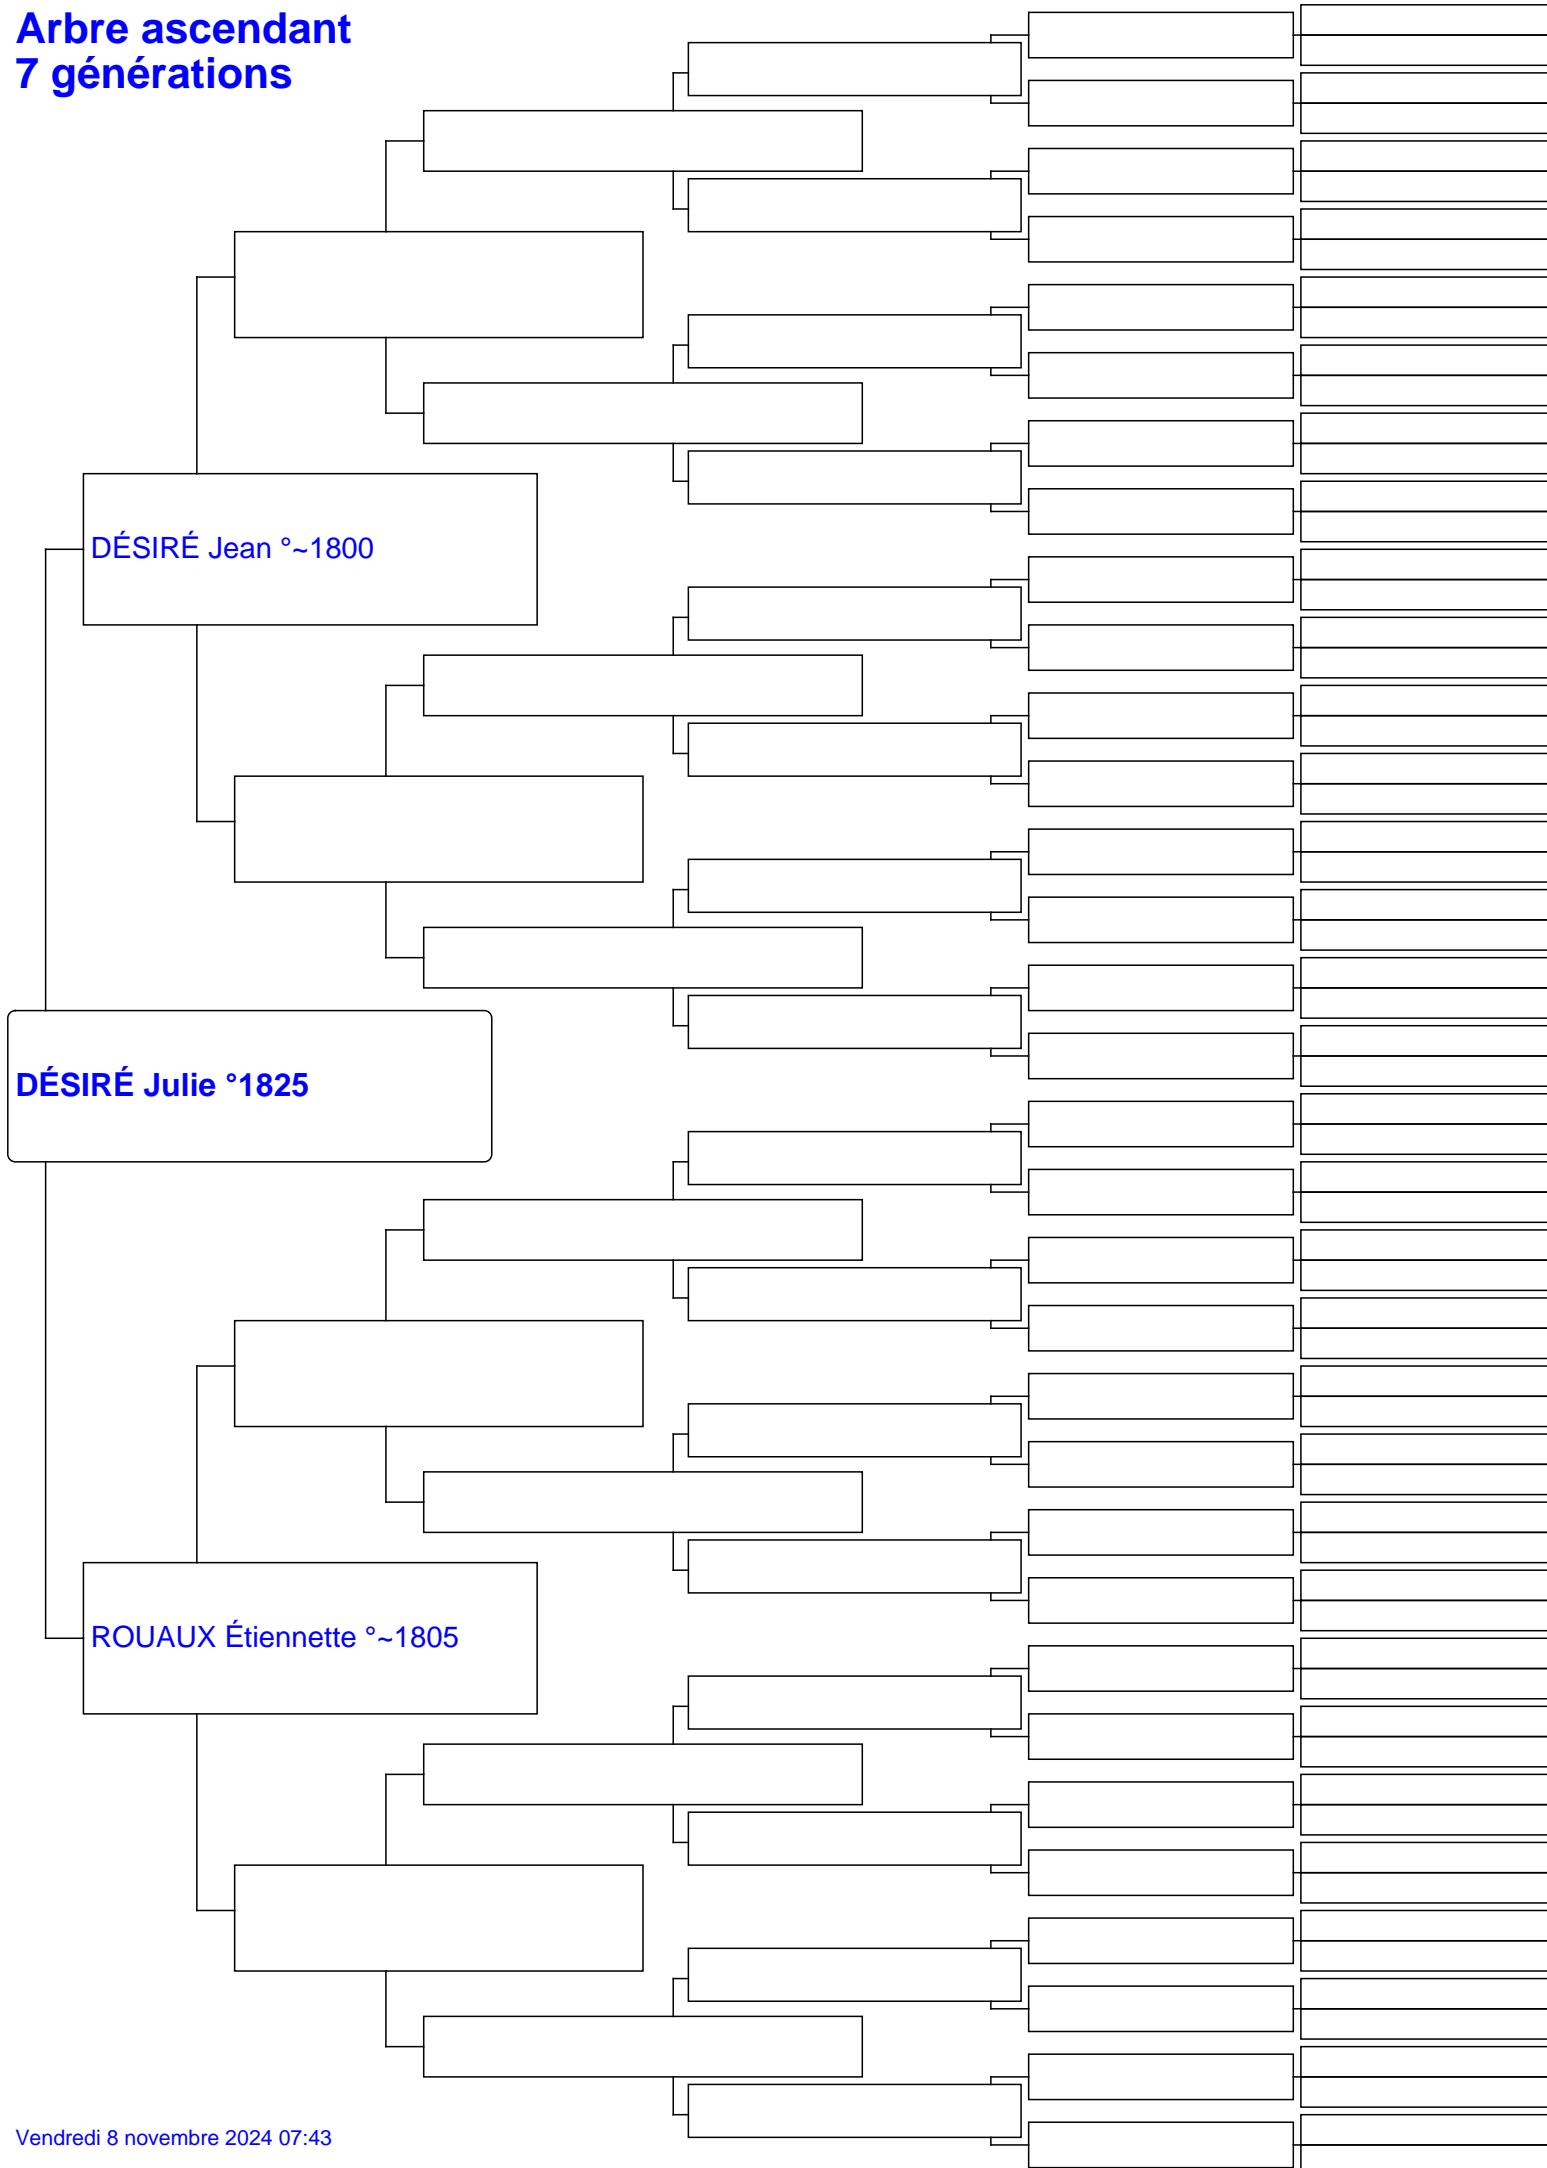 Arbre ascendant
7 générations
DÉSIRÉ Jean °~1800
DÉSIRÉ Julie °1825
ROUAUX Étiennette °~1805
Vendredi 8 novembre 2024 07:43